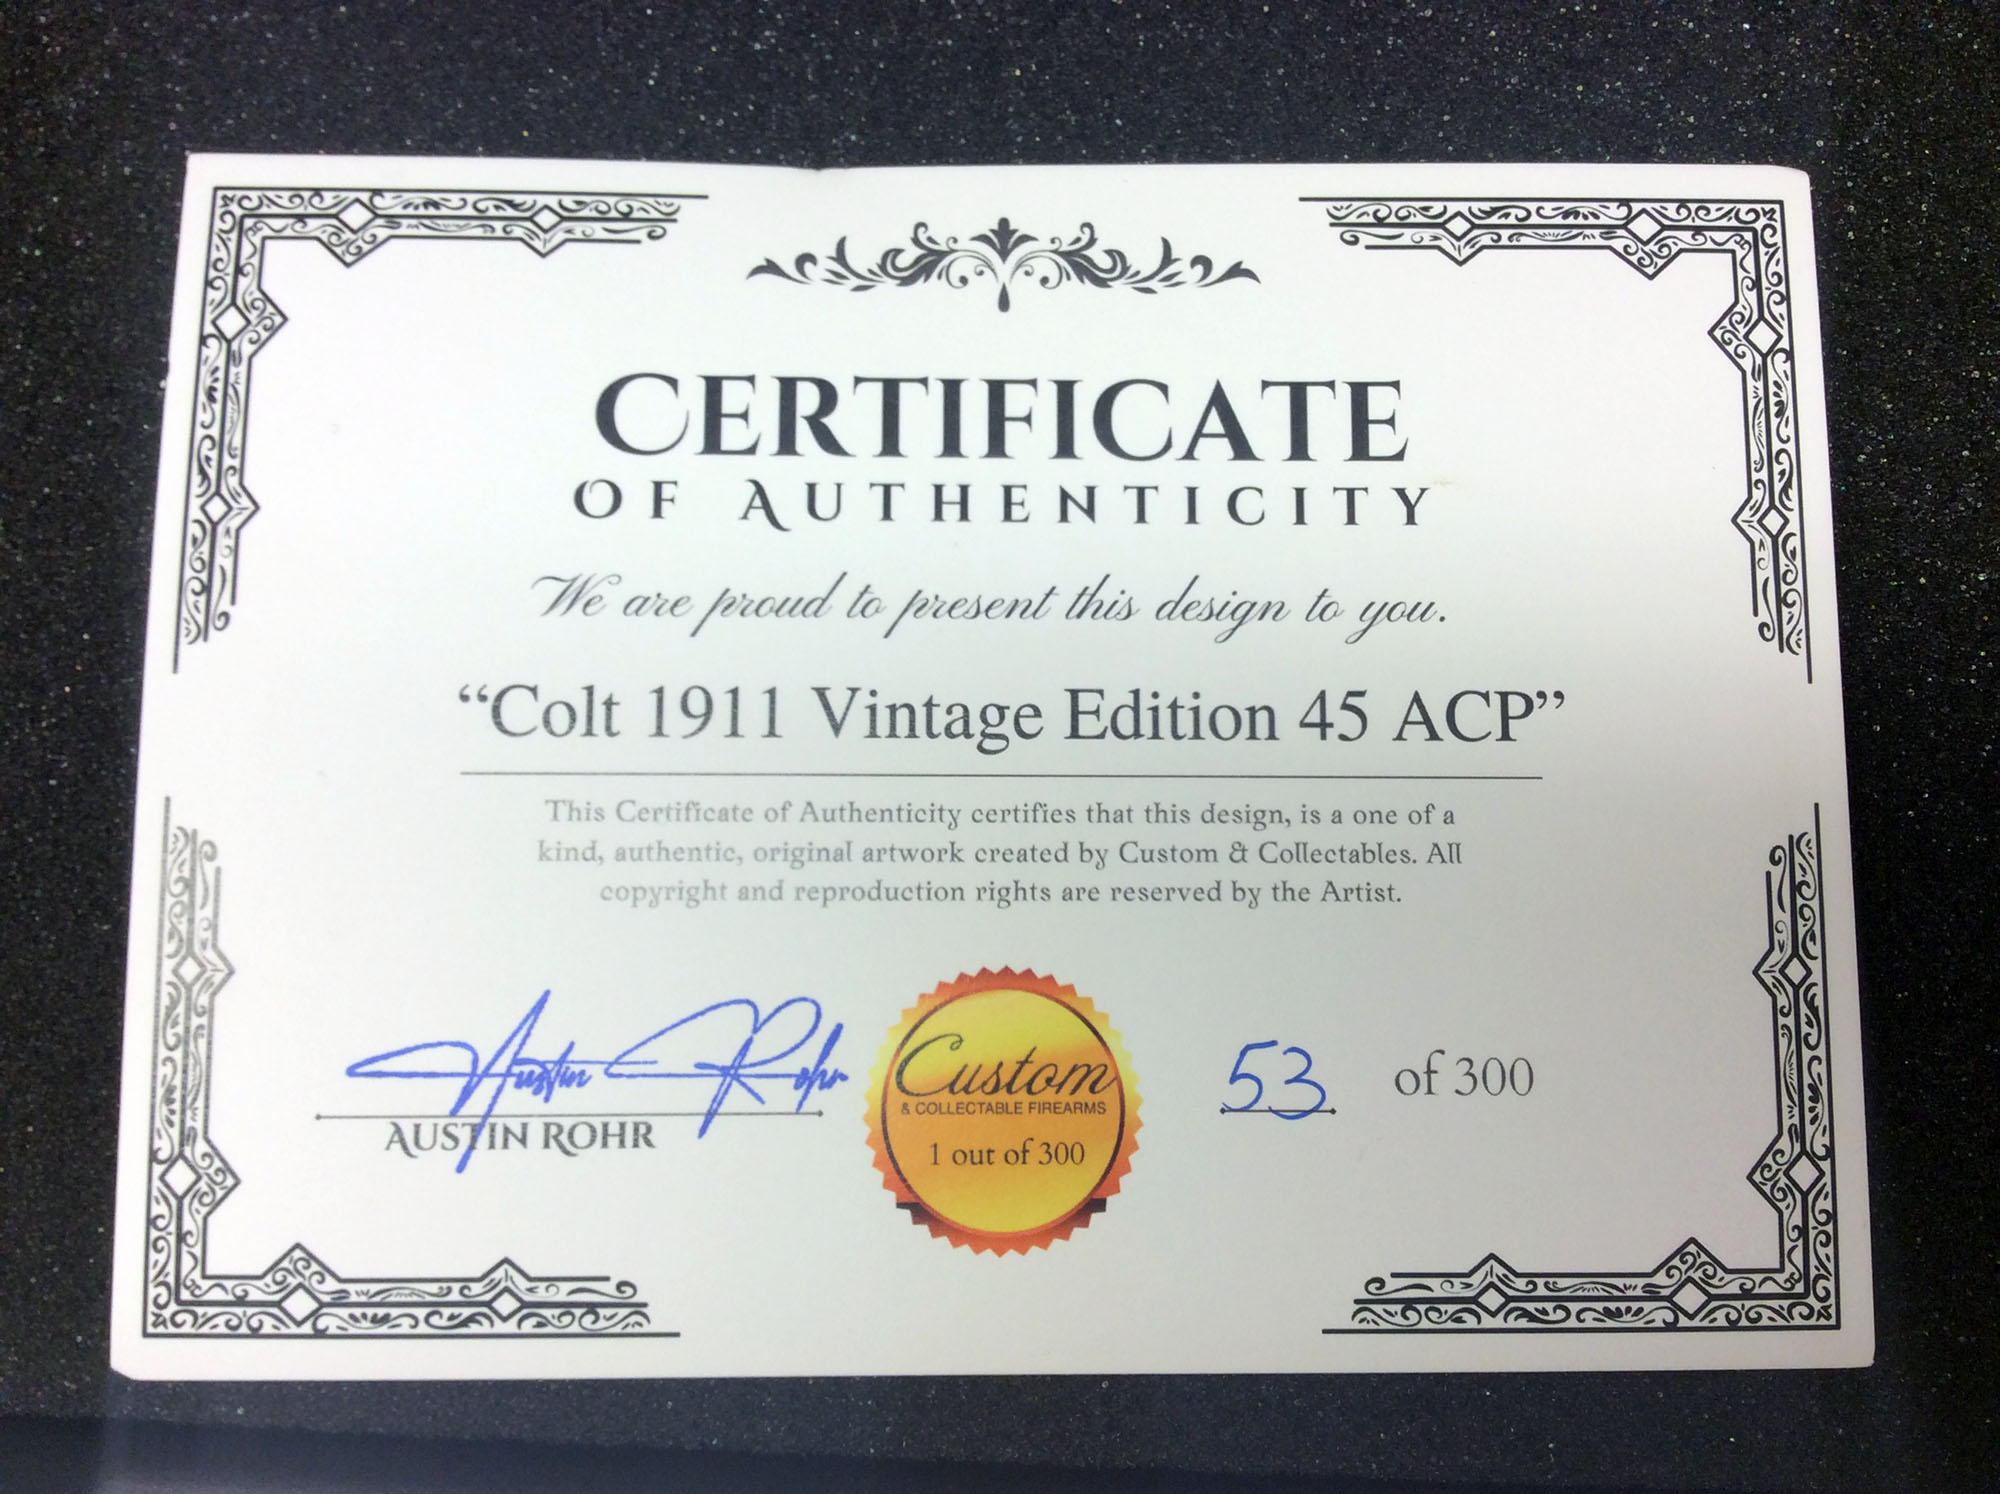 CERTIFICATE
OF AUTHENTICITY
We are proud to present this design to you.
“Colt 1911 Vintage Edition 45 ACP”
This Certificate of Authenticity certifies that this design, is a one of a
kind, authentic, original artwork created by Custom & Collectables. All
copyright and reproduction rights are reserved by the Artist.
Austin Rohr
AUSTIN ROHR
Custom
& COLLECTABLE FIREARMS
1 out of 300
53 of 300